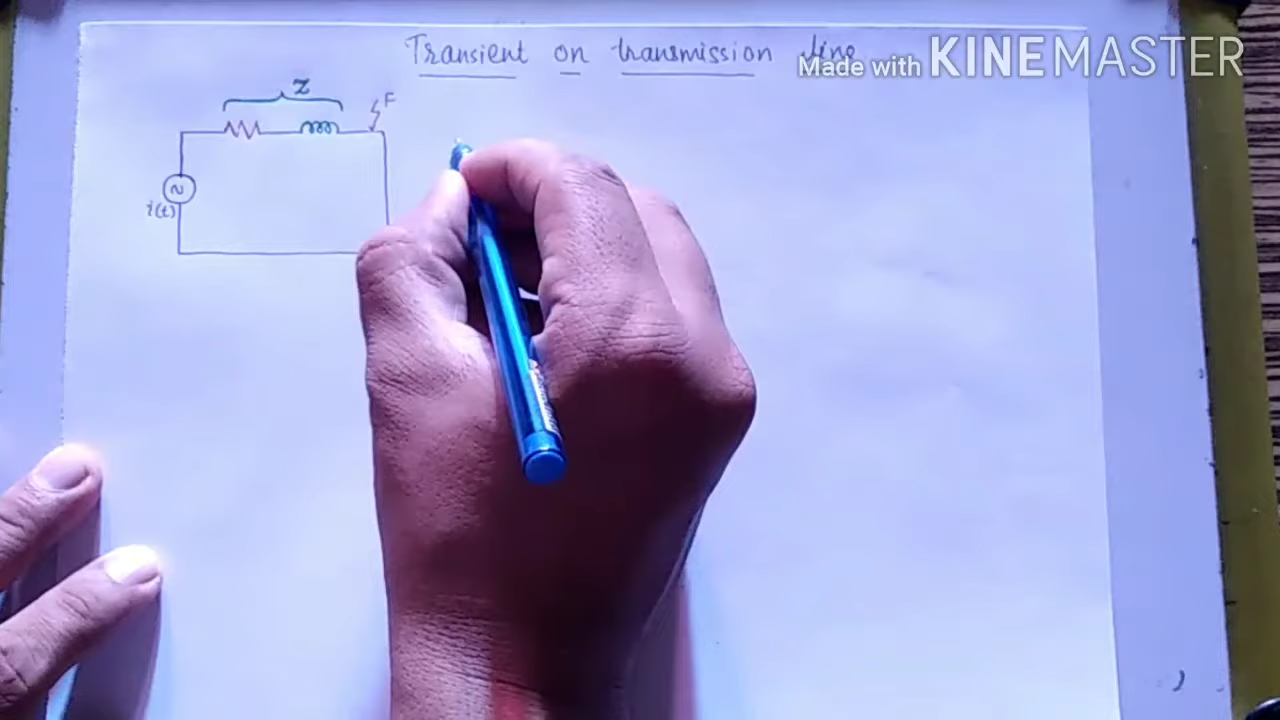 Transient on transmission line
Made with KINEMASTER
Z
F
i(t)